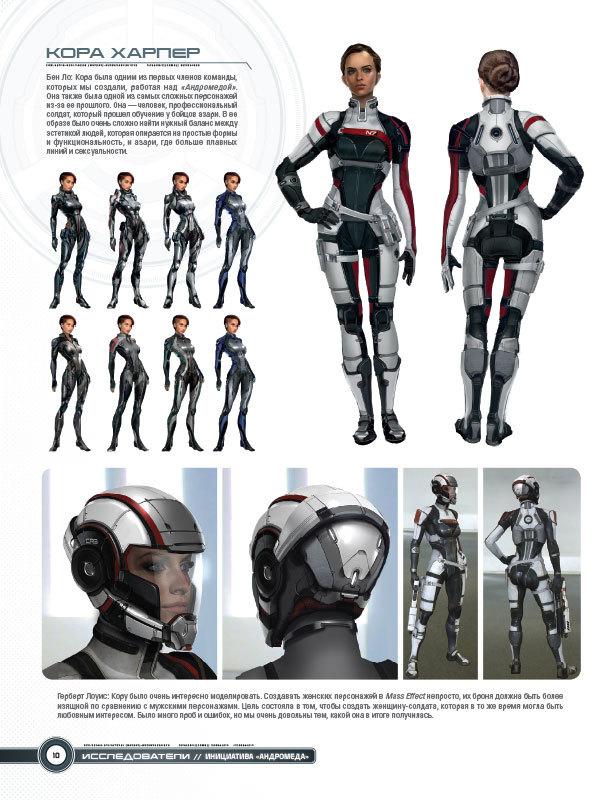 КОРА ХАРПЕР
Бен Ло: Кора была одним из первых членов команды,
которых мы создали, работая над «Андромедой».
Она также была одной из самых сложных персонажей
из-за ее прошлого. Она — человек, профессиональный
солдат, который прошел обучение у бойцов азари. В ее
образе было очень сложно найти нужный баланс между
эстетикой людей, которая опирается на простые формы
и функциональность, и азари, где больше плавных
линий и сексуальности.
N7
Герберт Лоуис: Кору было очень интересно моделировать. Создавать женских персонажей в Mass Effect непросто, их броня должна быть более
изящной по сравнению с мужскими персонажами. Цель состояла в том, чтобы создать женщину-солдата, которая в то же время могла быть
любовным интересом. Было много проб и ошибок, но мы очень довольны тем, какой она в итоге получилась.
10
ИССЛЕДОВАТЕЛИ // ИНИЦИАТИВА «АНДРОМЕДА»